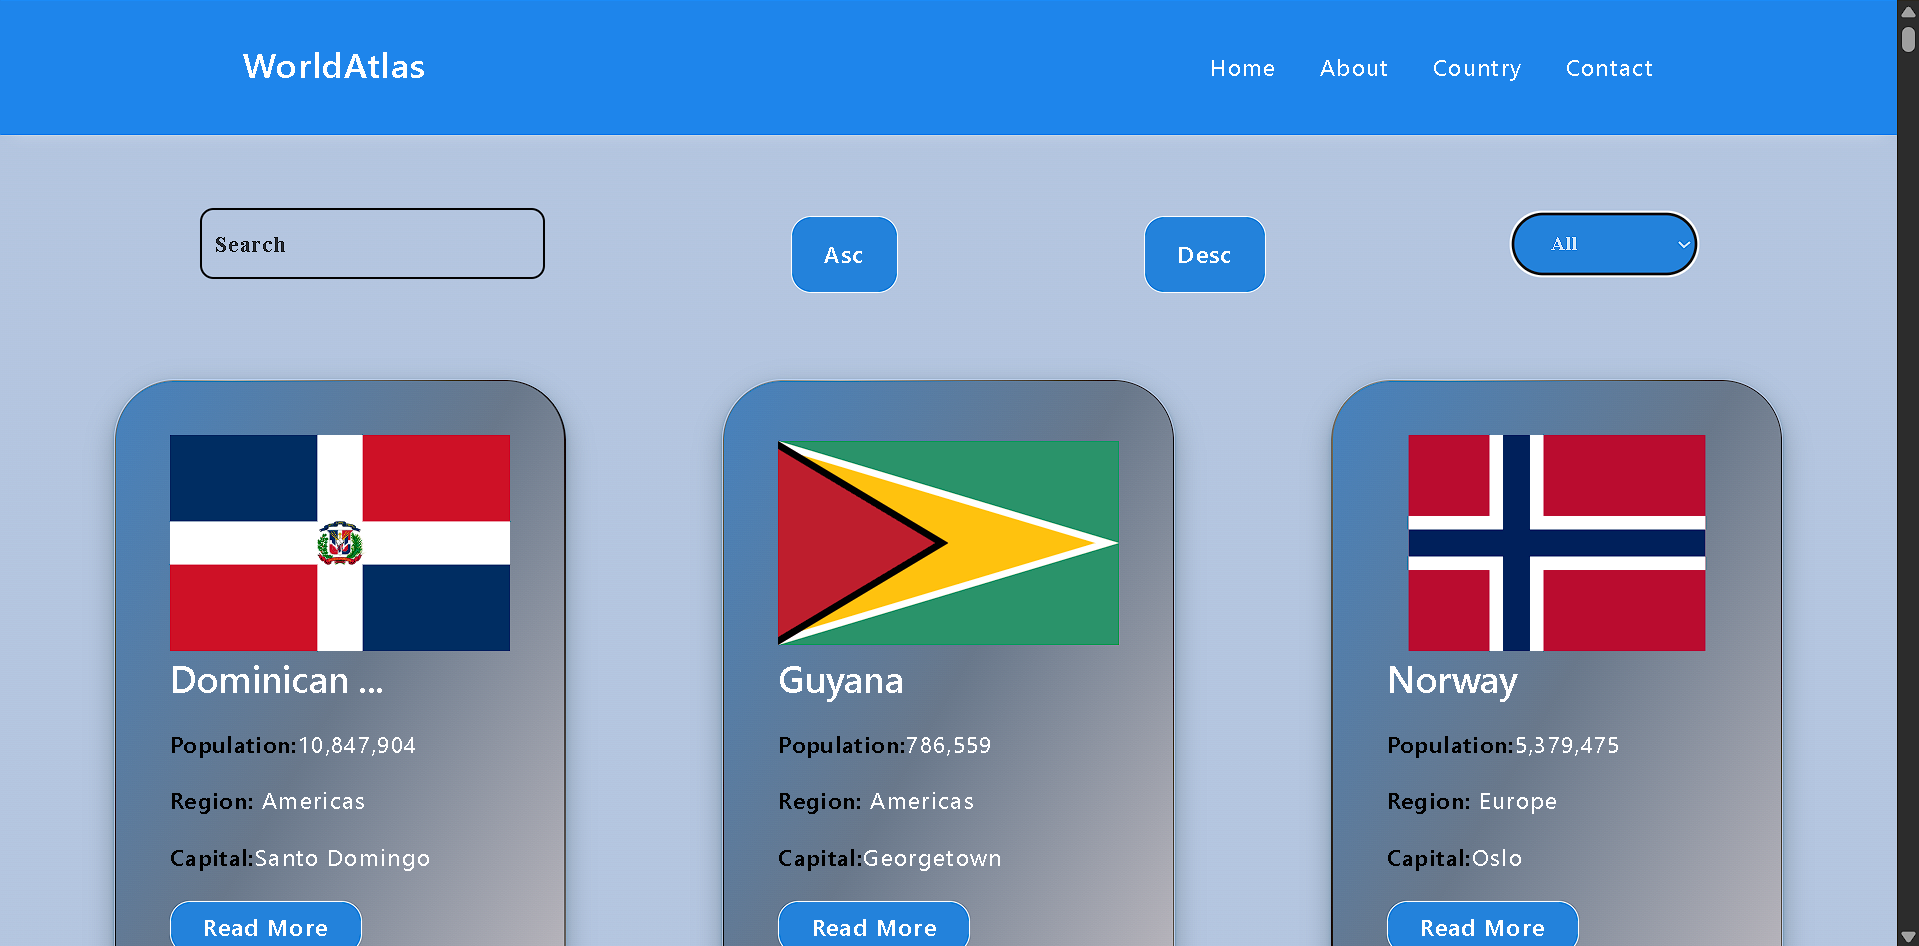 WorldAtlas
Home About Country Contact
Search
Asc
Desc
All
Dominican ...
Population:10,847,904
Region: Americas
Capital:Santo Domingo
Read More
Guyana
Population:786,559
Region: Americas
Capital:Georgetown
Read More
Norway
Population:5,379,475
Region: Europe
Capital:Oslo
Read More